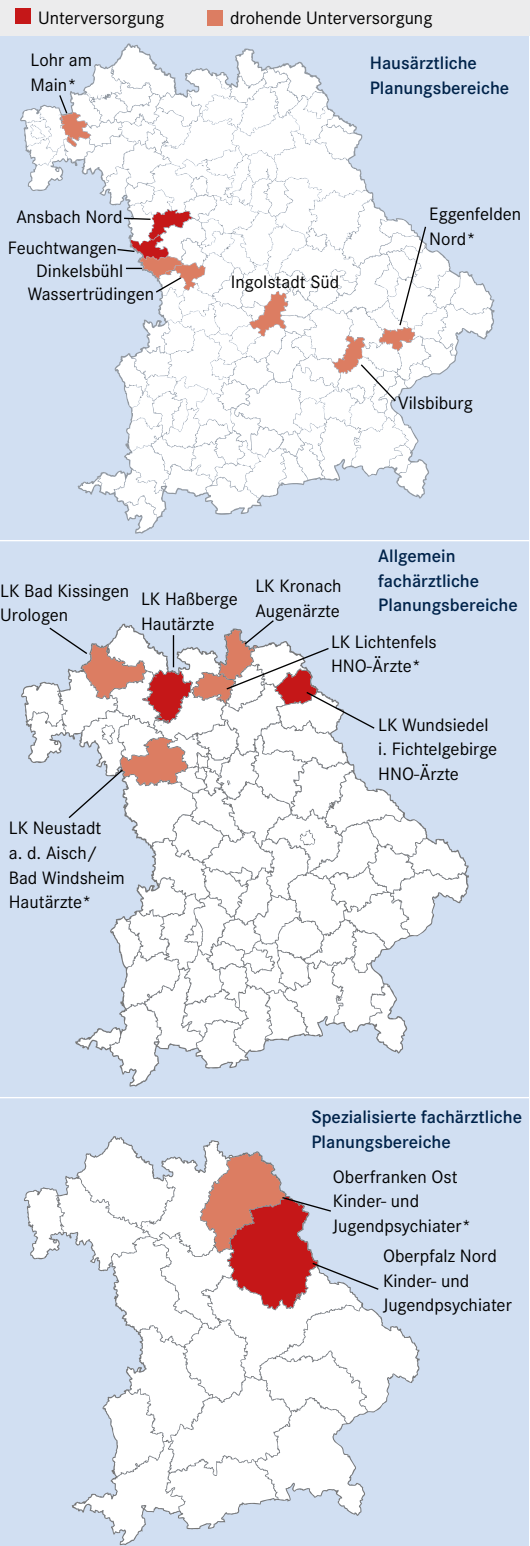 Unterversorgung drohende Unterversorgung
Hausärztliche
Planungsbereiche
Lohr am
Main*
Ansbach Nord
Feuchtwangen
Dinkelsbühl
Wassertrüdingen
Ingolstadt Süd
Eggenfelden
Nord*
Vilsbiburg
Allgemein
fachärztliche
Planungsbereiche
LK Bad Kissingen
Urologen
LK Haßberge
Hautärzte
LK Kronach
Augenärzte
LK Lichtenfels
HNO-Ärzte*
LK Wundsiedel
i. Fichtelgebirge
HNO-Ärzte
LK Neustadt
a. d. Aisch/
Bad Windsheim
Hautärzte*
Spezialisierte fachärztliche
Planungsbereiche
Oberfranken Ost
Kinder- und
Jugendpsychiater*
Oberpfalz Nord
Kinder- und
Jugendpsychiater